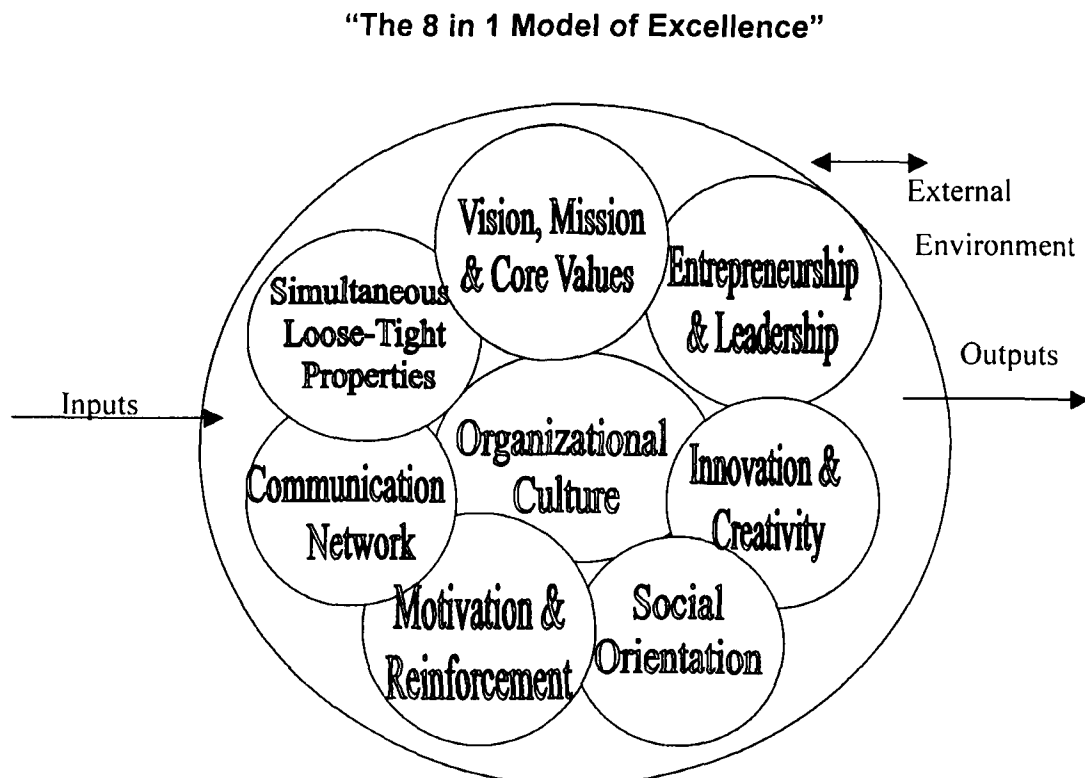 “The 8 in 1 Model of Excellence”
Vision, Mission
& Core Values
External
Environment
Entrepreneurship
& Leadership
Simultaneous
Loose-Tight
Properties
Outputs
Inputs
Organizational
Culture
Innovation &
Creativity
Communication
Network
Motivation &
Reinforcement
Social
Orientation